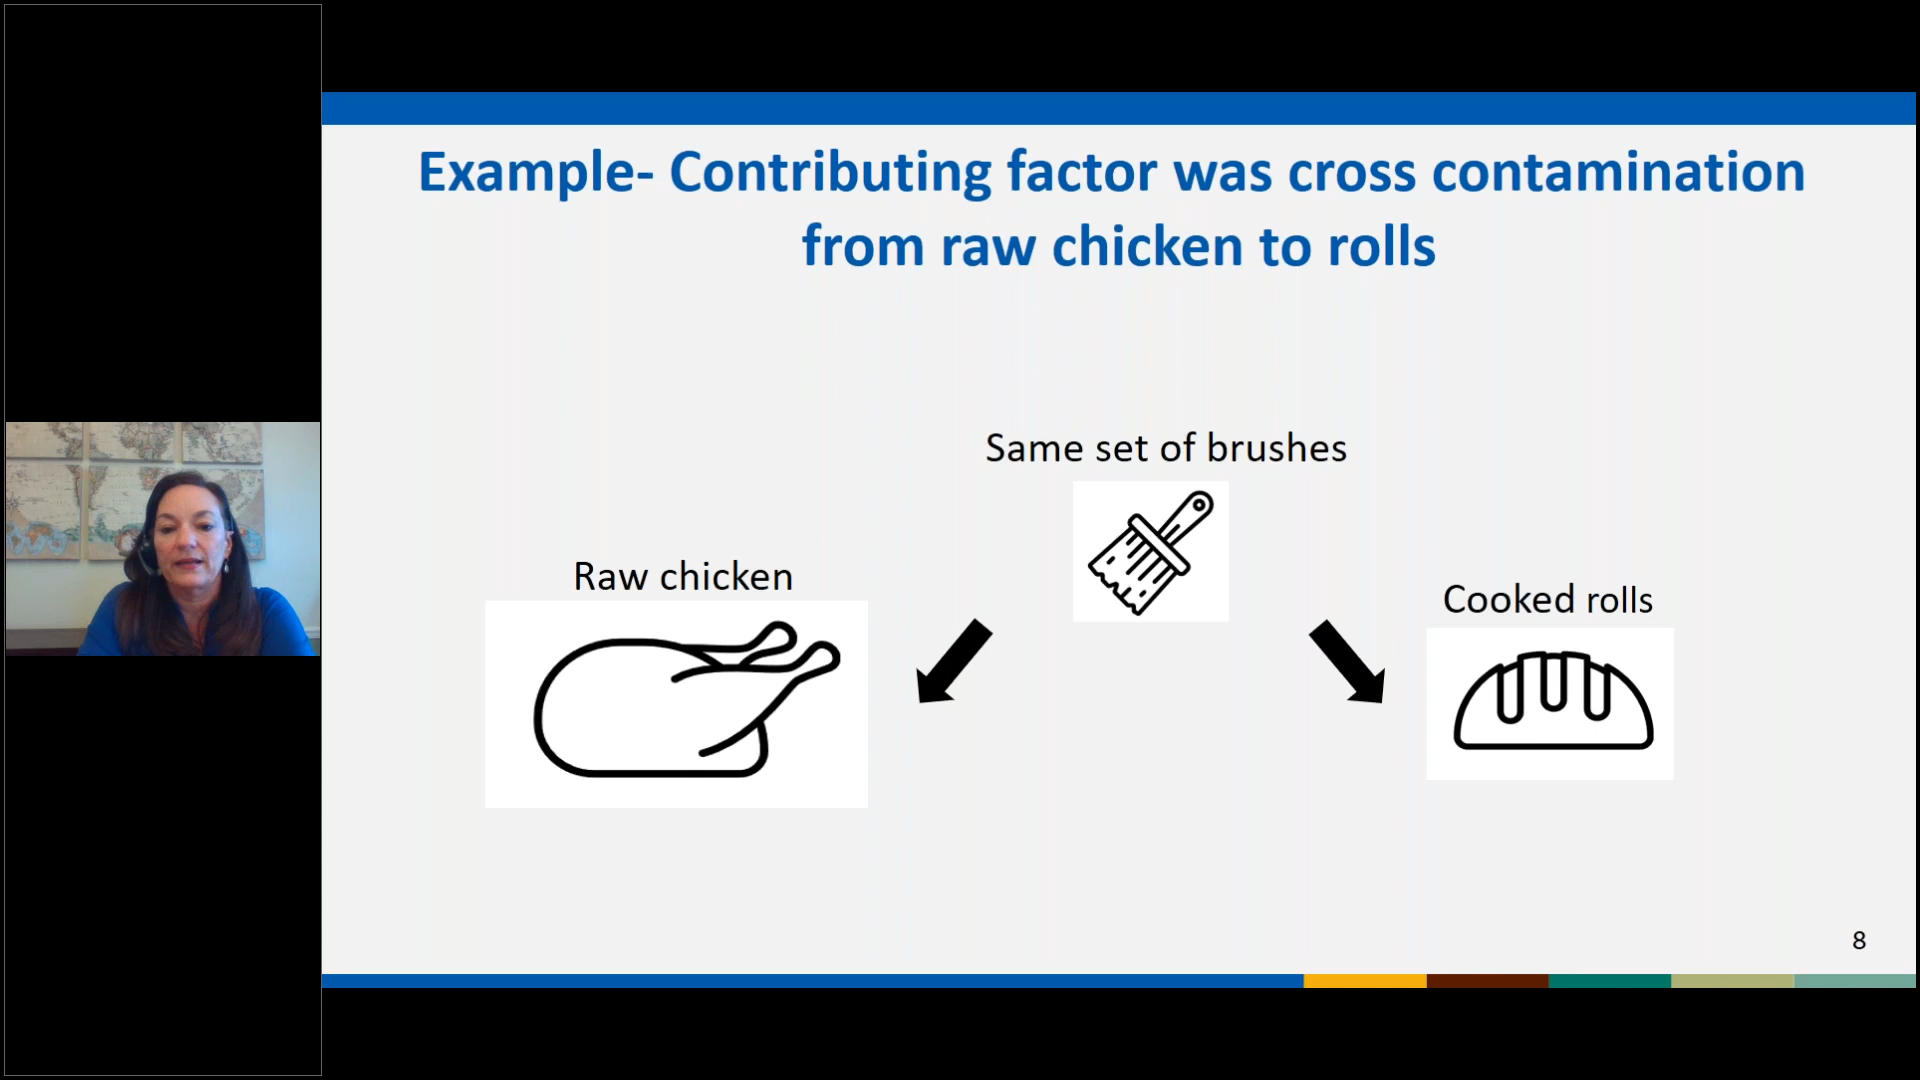 Example- Contributing factor was cross contamination
from raw chicken to rolls
Same set of brushes
Raw chicken
Cooked rolls
8